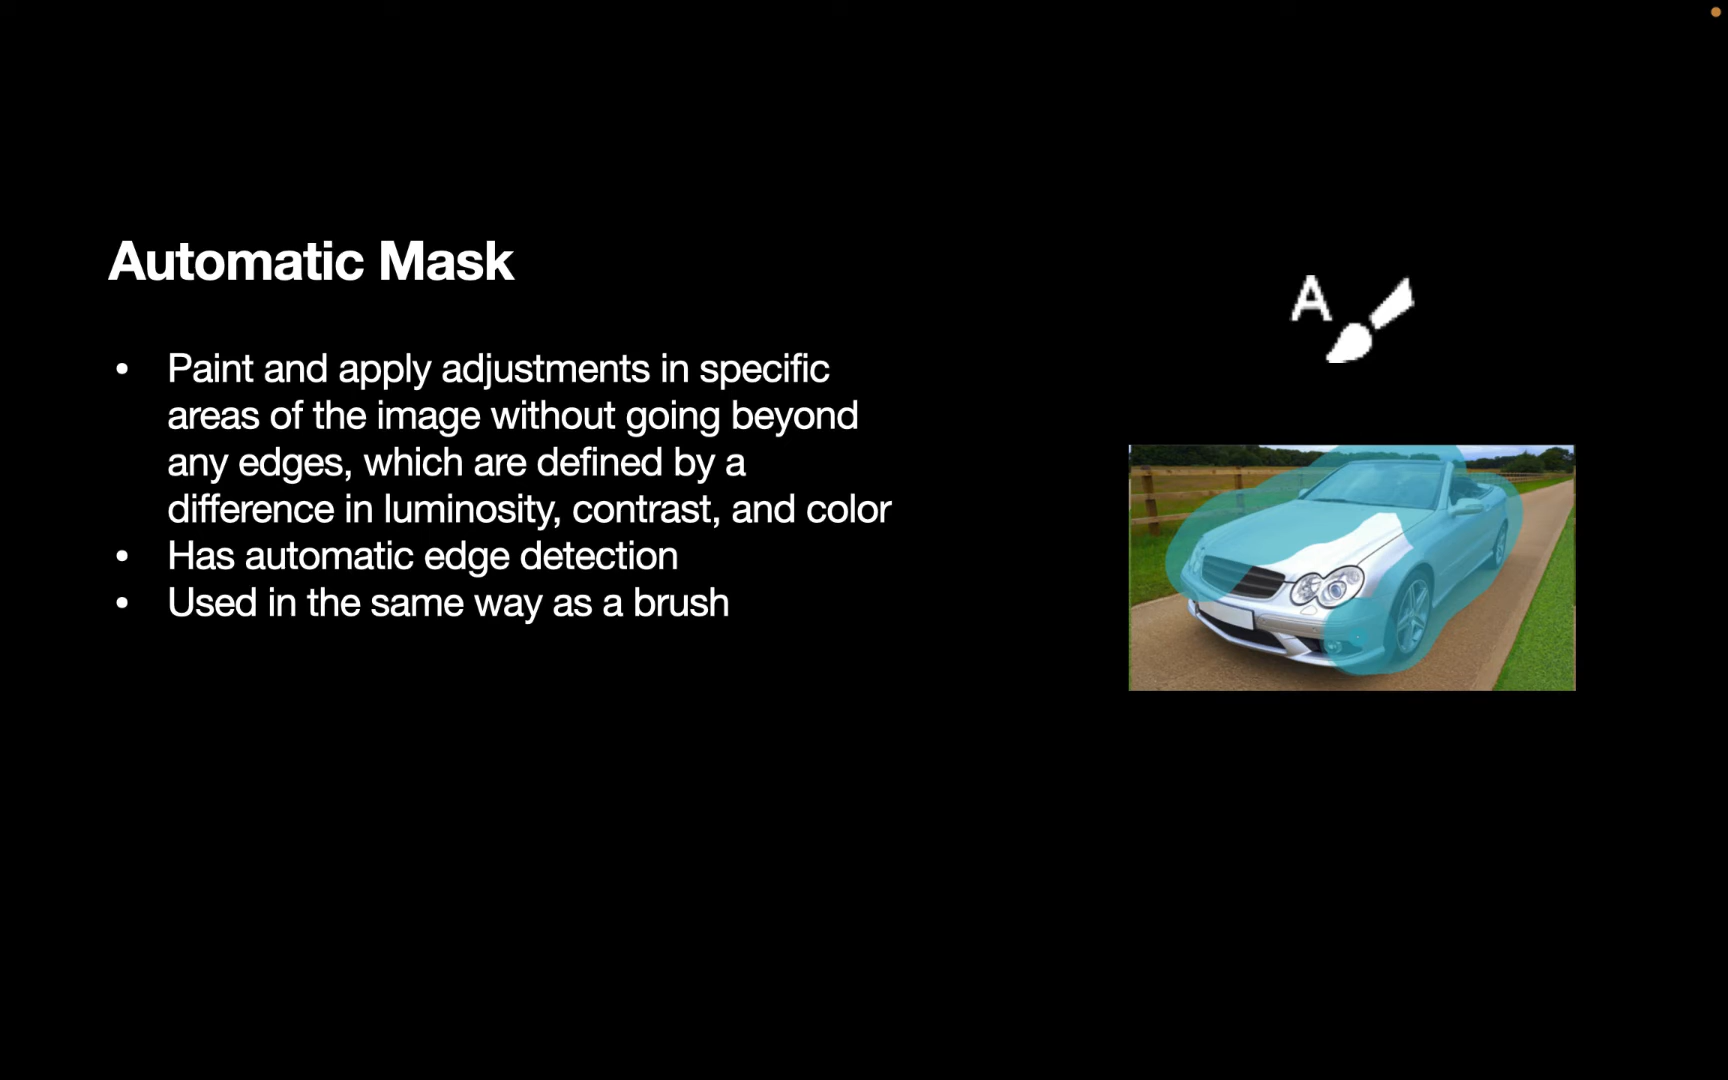 Automatic Mask
• Paint and apply adjustments in specific
areas of the image without going beyond
any edges, which are defined by a
difference in luminosity, contrast, and color
• Has automatic edge detection
• Used in the same way as a brush
A